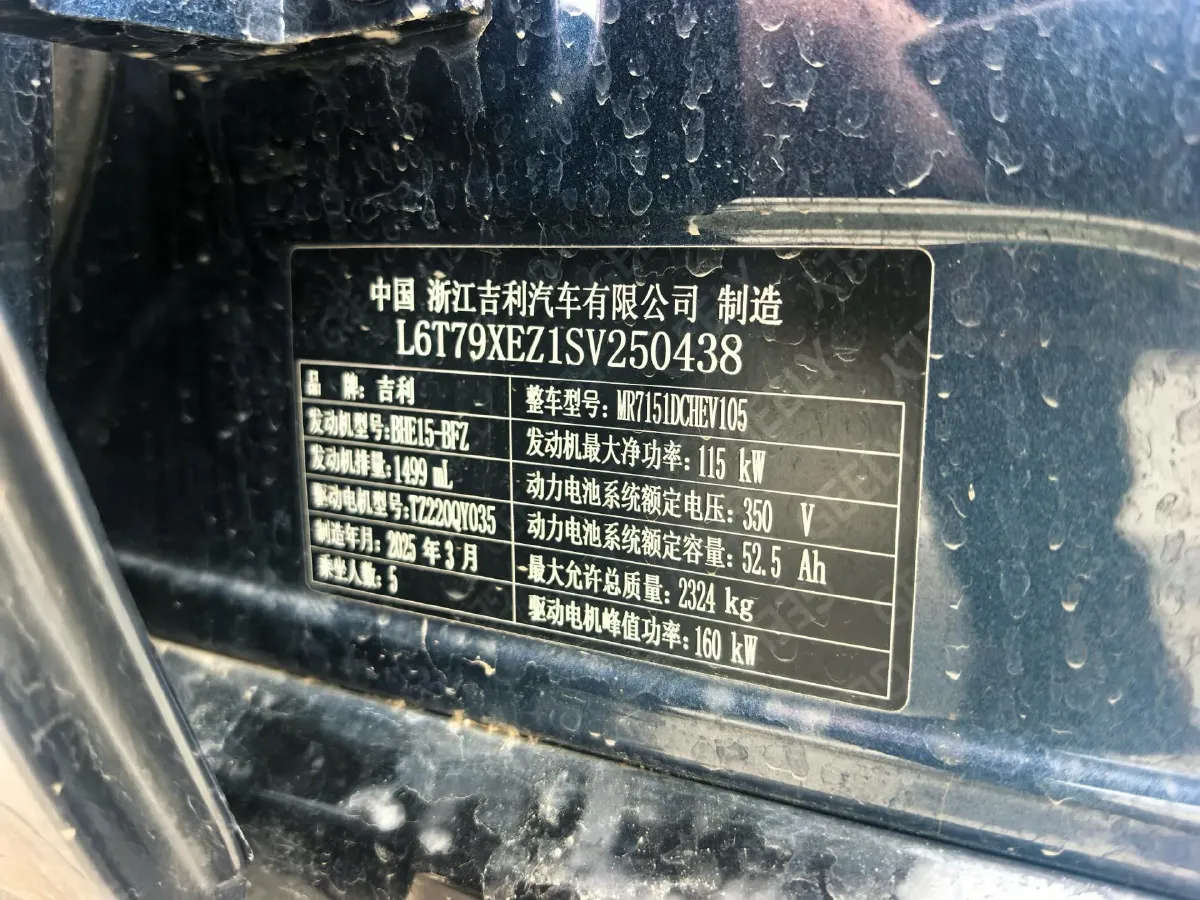 中国 浙江吉利汽车有限公司 制造
L6T79XEZ1SV250438
品 牌: 吉利
整车型号: MR7151DCHEV105
发动机型号:BHE15-BFZ
发动机最大净功率: 115 kW
发动机排量:1499 mL
动力电池系统额定电压: 350 V
驱动电机型号:TZ220QY035
动力电池系统额定容量: 52.5 Ah
制造年月: 2025 年 3 月
最大允许总质量: 2324 kg
乘坐人数: 5
驱动电机峰值功率: 160 kW